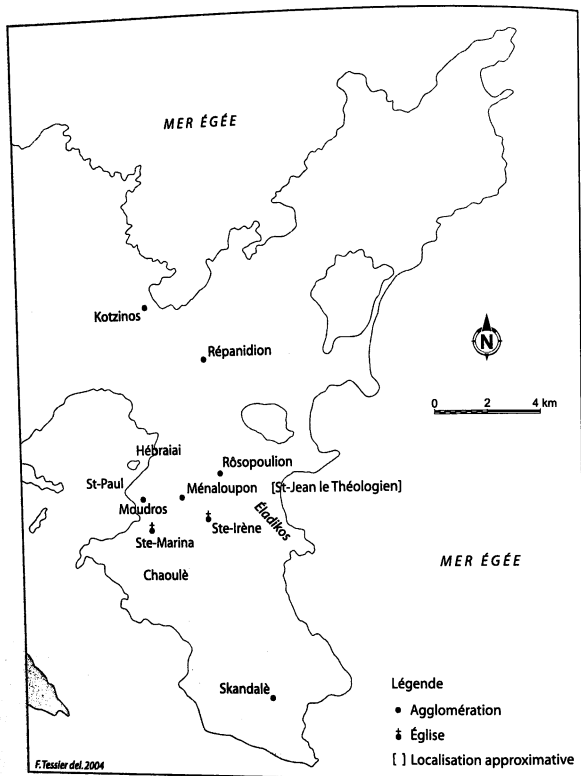 MER ÉGÉE
Kotzinos
Répanidion
N
0 2 4 km
Hébraiai
Rôsopoulion
St-Paul
Ménaloupon
[St-Jean le Théologien]
Moudros
Ste-Irène
Éladikos
Ste-Marina
MER ÉGÉE
Chaoulè
Skandalè
Légende
Agglomération
Église
[ ] Localisation approximative
F. Tessier del. 2004